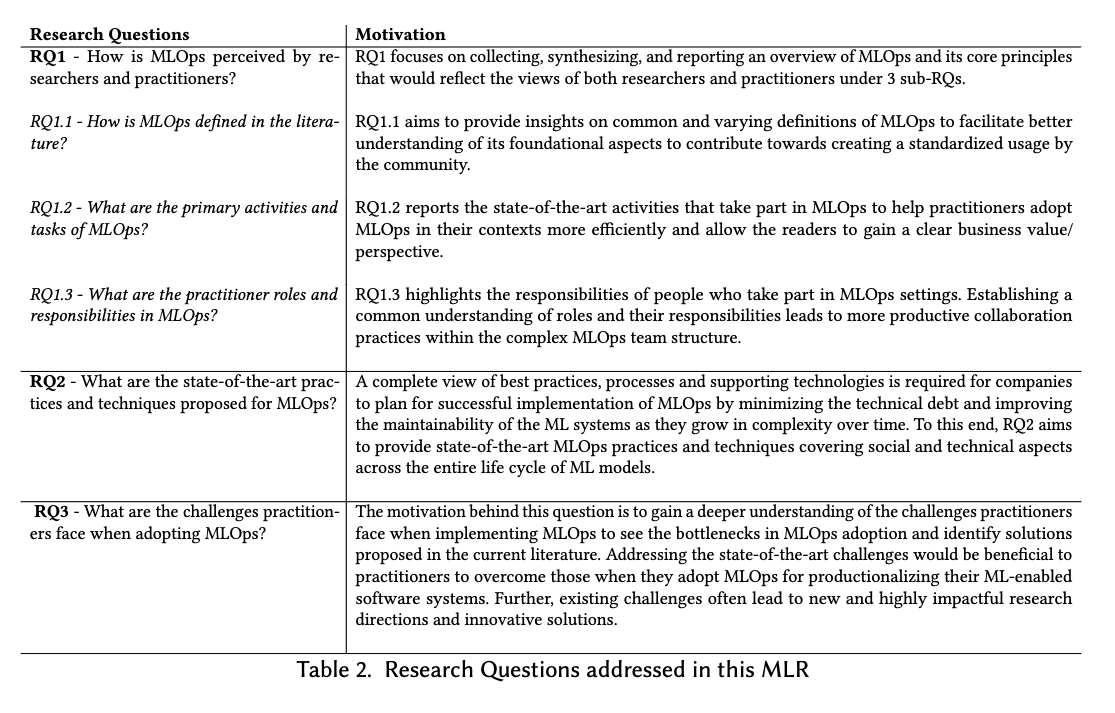 Research Questions
Motivation
RQ1 - How is MLOps perceived by re-
searchers and practitioners?
RQ1 focuses on collecting, synthesizing, and reporting an overview of MLOps and its core principles
that would reflect the views of both researchers and practitioners under 3 sub-RQs.
RQ1.1 - How is MLOps defined in the litera-
ture?
RQ1.1 aims to provide insights on common and varying definitions of MLOps to facilitate better
understanding of its foundational aspects to contribute towards creating a standardized usage by
the community.
RQ1.2 - What are the primary activities and
tasks of MLOps?
RQ1.2 reports the state-of-the-art activities that take part in MLOps to help practitioners adopt
MLOps in their contexts more efficiently and allow the readers to gain a clear business value/
perspective.
RQ1.3 - What are the practitioner roles and
responsibilities in MLOps?
RQ1.3 highlights the responsibilities of people who take part in MLOps settings. Establishing a
common understanding of roles and their responsibilities leads to more productive collaboration
practices within the complex MLOps team structure.
RQ2 - What are the state-of-the-art prac-
tices and techniques proposed for MLOps?
A complete view of best practices, processes and supporting technologies is required for companies
to plan for successful implementation of MLOps by minimizing the technical debt and improving
the maintainability of the ML systems as they grow in complexity over time. To this end, RQ2 aims
to provide state-of-the-art MLOps practices and techniques covering social and technical aspects
across the entire life cycle of ML models.
RQ3 - What are the challenges practition-
ers face when adopting MLOps?
The motivation behind this question is to gain a deeper understanding of the challenges practitioners
face when implementing MLOps to see the bottlenecks in MLOps adoption and identify solutions
proposed in the current literature. Addressing the state-of-the-art challenges would be beneficial to
practitioners to overcome those when they adopt MLOps for productionalizing their ML-enabled
software systems. Further, existing challenges often lead to new and highly impactful research
directions and innovative solutions.
Table 2. Research Questions addressed in this MLR